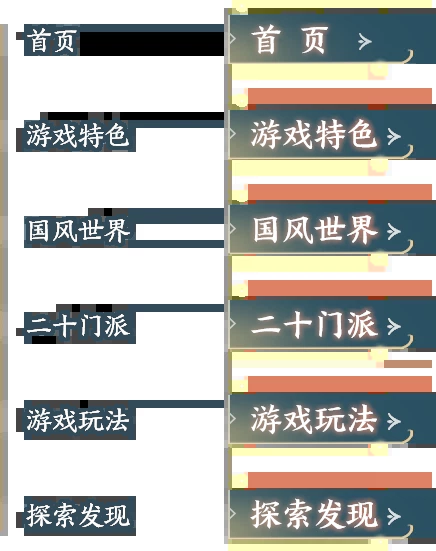 首页 首 页
游戏特色 游戏特色
国风世界 国风世界
二十门派 二十门派
游戏玩法 游戏玩法
探索发现 探索发现